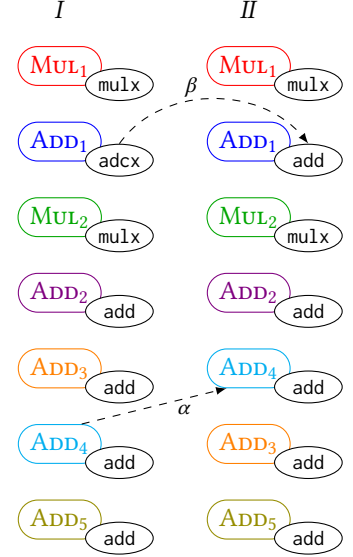 I II
MUL1 mulx MUL1 mulx
β
ADD1 adcx ADD1 add
MUL2 mulx MUL2 mulx
ADD2 add ADD2 add
ADD3 add ADD4 add
α
ADD4 add ADD3 add
ADD5 add ADD5 add